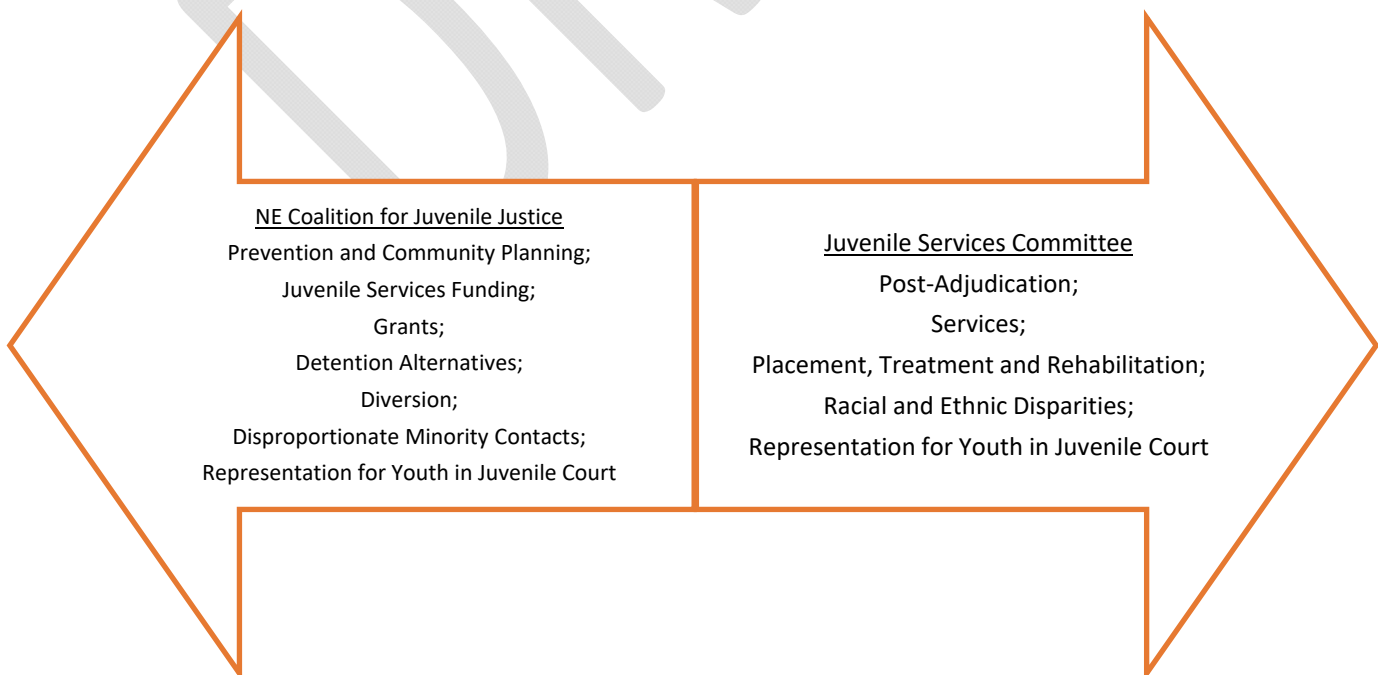 NE Coalition for Juvenile Justice
Prevention and Community Planning;
Juvenile Services Funding;
Grants;
Detention Alternatives;
Diversion;
Disproportionate Minority Contacts;
Representation for Youth in Juvenile Court
Juvenile Services Committee
Post-Adjudication;
Services;
Placement, Treatment and Rehabilitation;
Racial and Ethnic Disparities;
Representation for Youth in Juvenile Court